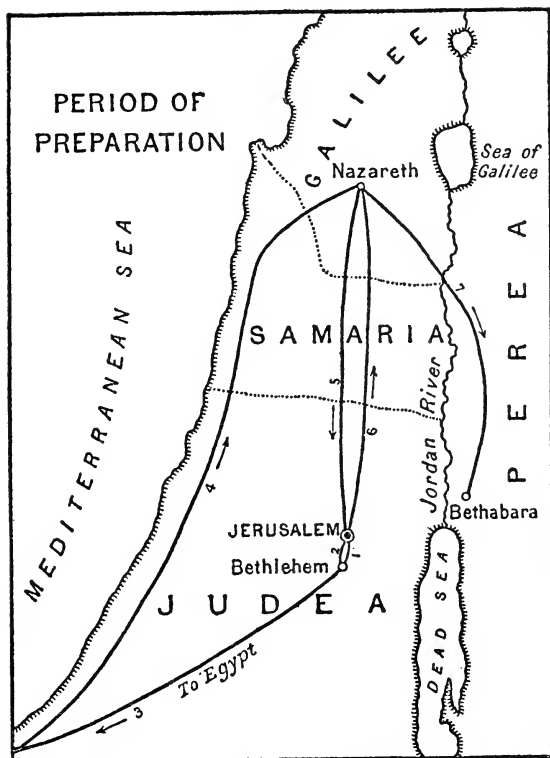 PERIOD OF
PREPARATION
GALILEE
Nazareth
Sea of
Galilee
MEDITERRANEAN SEA
SAMARIA
PEREA
Jordan River
7
5
6
4
JERUSALEM
2
1
Bethlehem
Bethabara
JUDEA
DEAD SEA
To Egypt
3